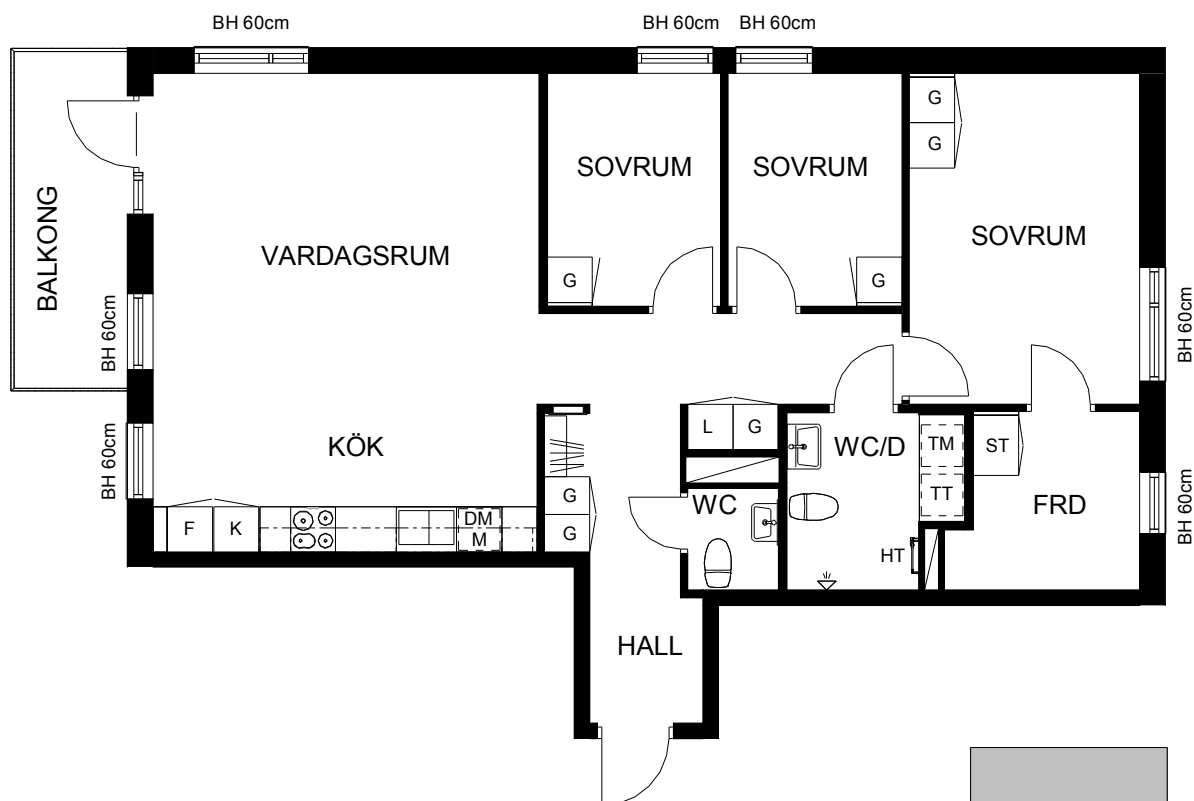 BH 60cm
BH 60cm
BH 60cm
G
G
SOVRUM
SOVRUM
SOVRUM
BALKONG
VARDAGSRUM
G
G
BH 60cm
BH 60cm
KÖK
L
G
WC/D
TM
ST
BH 60cm
G
WC
TT
FRD
BH 60cm
F
K
DM
M
G
HT
HALL